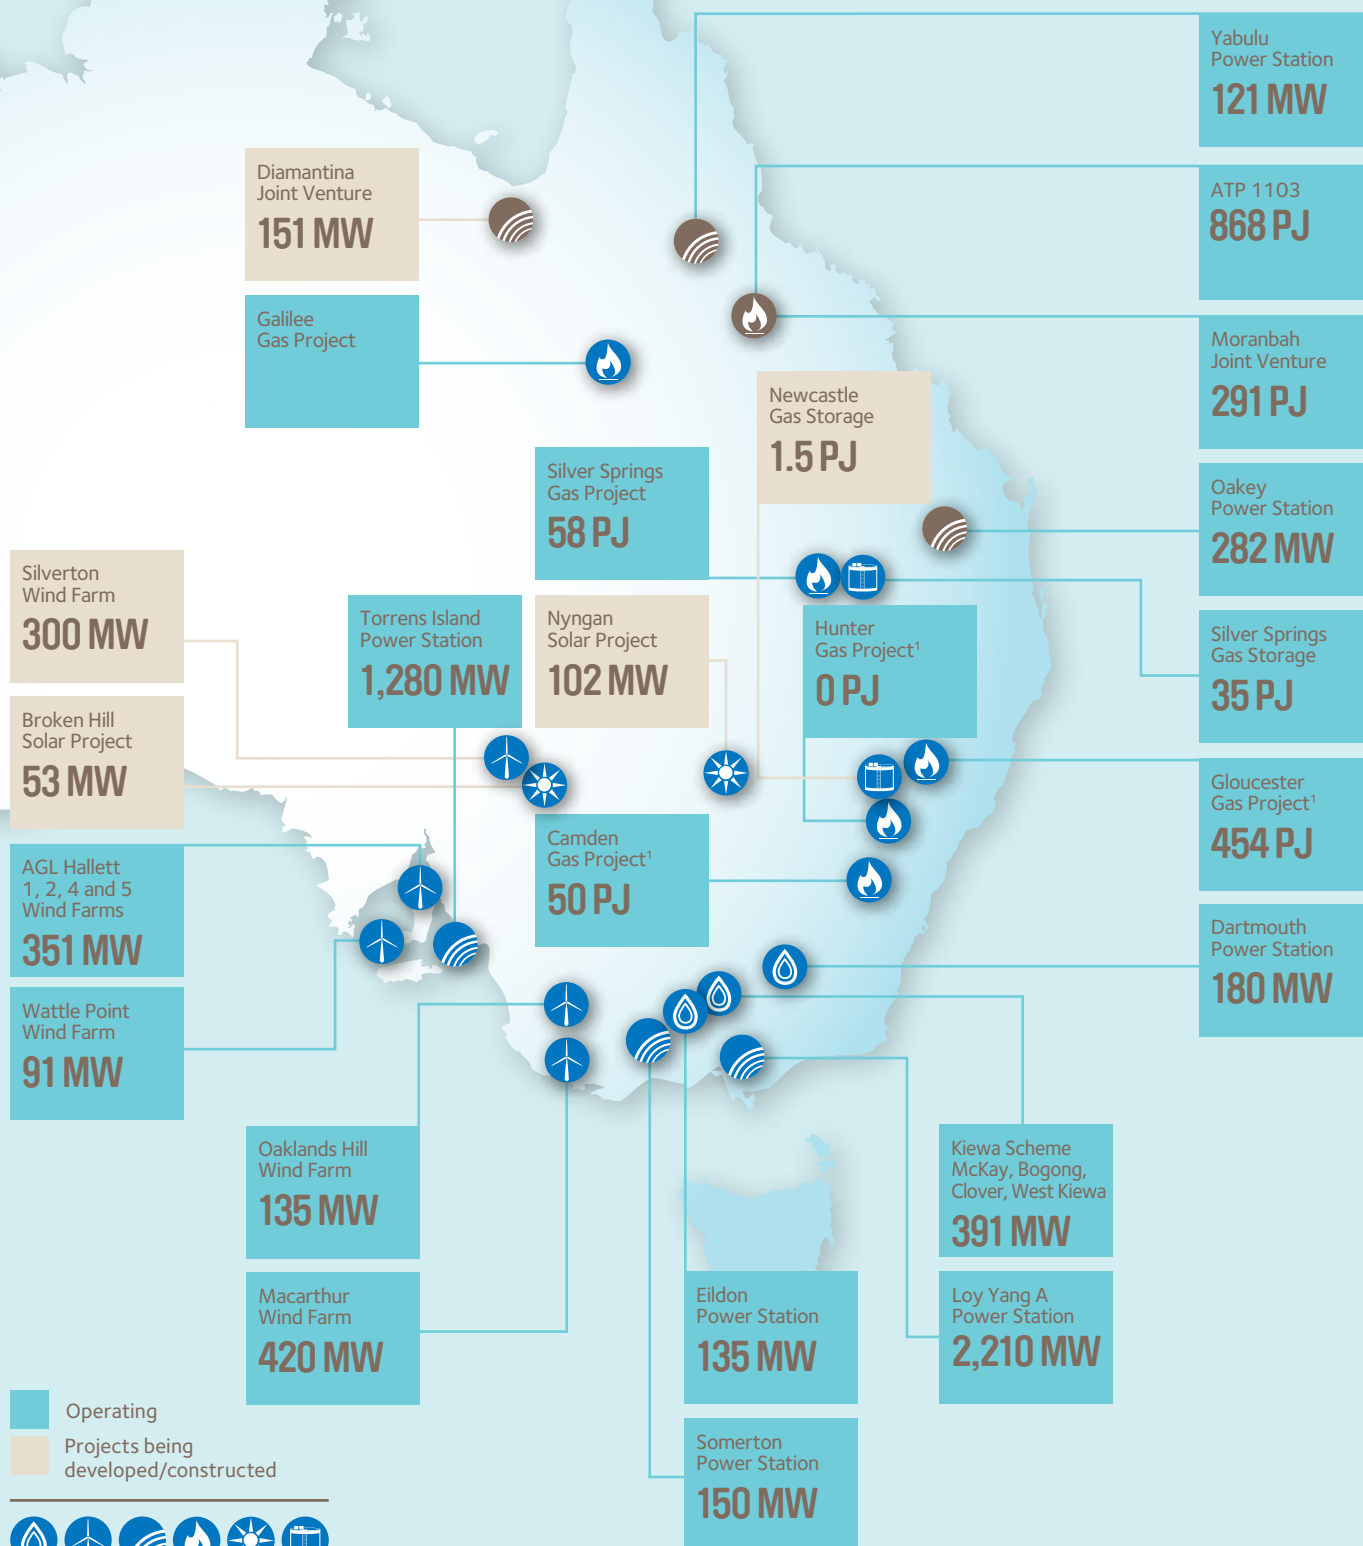 Yabulu
Power Station
121 MW
ATP 1103
868 PJ
Diamantina
Joint Venture
151 MW
Galilee
Gas Project
Moranbah
Joint Venture
291 PJ
Newcastle
Gas Storage
1.5 PJ
Silver Springs
Gas Project
58 PJ
Oakey
Power Station
282 MW
Silverton
Wind Farm
300 MW
Torrens Island
Power Station
1,280 MW
Nyngan
Solar Project
102 MW
Hunter
Gas Project¹
0 PJ
Silver Springs
Gas Storage
35 PJ
Broken Hill
Solar Project
53 MW
Gloucester
Gas Project¹
454 PJ
Camden
Gas Project¹
50 PJ
AGL Hallett
1, 2, 4 and 5
Wind Farms
351 MW
Dartmouth
Power Station
180 MW
Wattle Point
Wind Farm
91 MW
Oaklands Hill
Wind Farm
135 MW
Kiewa Scheme
McKay, Bogong,
Clover, West Kiewa
391 MW
Macarthur
Wind Farm
420 MW
Eildon
Power Station
135 MW
Loy Yang A
Power Station
2,210 MW
Somerton
Power Station
150 MW
Operating
Projects being
developed/constructed